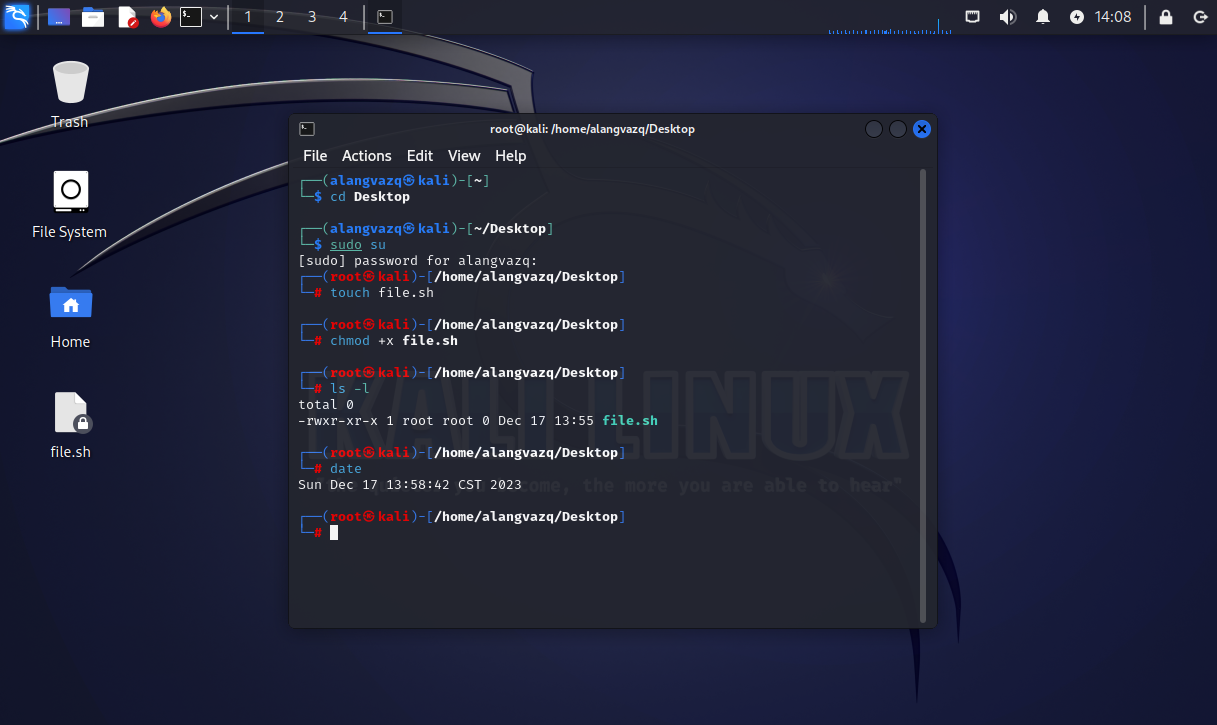 1 2 3 4 14:08
Trash
File System
Home
file.sh
root@kali: /home/alangvazq/Desktop
File Actions Edit View Help
┌──(alangvazq㉿kali)-[~]
└─$ cd Desktop
┌──(alangvazq㉿kali)-[~/Desktop]
└─$ sudo su
[sudo] password for alangvazq:
┌──(root㉿kali)-[/home/alangvazq/Desktop]
└─# touch file.sh
┌──(root㉿kali)-[/home/alangvazq/Desktop]
└─# chmod +x file.sh
┌──(root㉿kali)-[/home/alangvazq/Desktop]
└─# ls -l
total 0
-rwxr-xr-x 1 root root 0 Dec 17 13:55 file.sh
┌──(root㉿kali)-[/home/alangvazq/Desktop]
└─# date
Sun Dec 17 13:58:42 CST 2023
┌──(root㉿kali)-[/home/alangvazq/Desktop]
└─#
KALI LINUX
the more you are able to hear"